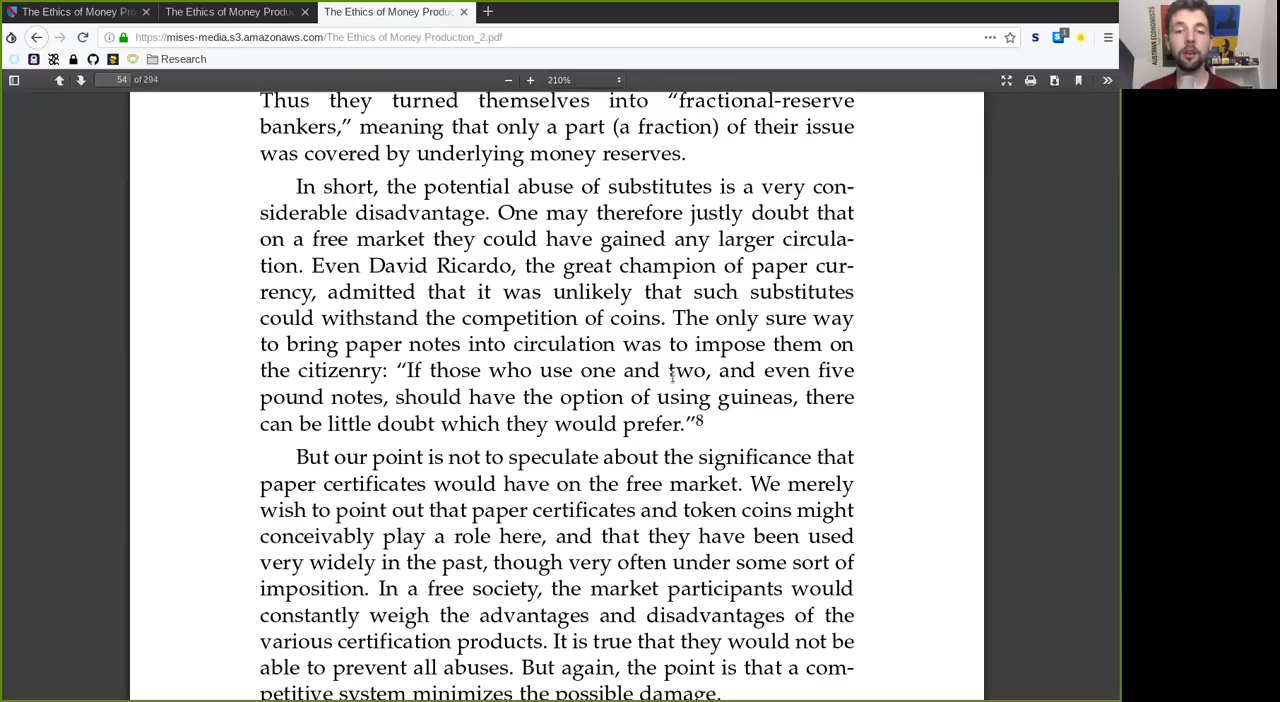 The Ethics of Money Pro
The Ethics of Money Produ
The Ethics of Money Produc
https://mises-media.s3.amazonaws.com/The Ethics of Money Production_2.pdf
S
1
Research
54 of 294
210%
AUSTRIAN ECONOMISTS
Thus they turned themselves into “fractional-reserve
bankers,” meaning that only a part (a fraction) of their issue
was covered by underlying money reserves.
In short, the potential abuse of substitutes is a very con-
siderable disadvantage. One may therefore justly doubt that
on a free market they could have gained any larger circula-
tion. Even David Ricardo, the great champion of paper cur-
rency, admitted that it was unlikely that such substitutes
could withstand the competition of coins. The only sure way
to bring paper notes into circulation was to impose them on
the citizenry: “If those who use one and two, and even five
pound notes, should have the option of using guineas, there
can be little doubt which they would prefer.”8
But our point is not to speculate about the significance that
paper certificates would have on the free market. We merely
wish to point out that paper certificates and token coins might
conceivably play a role here, and that they have been used
very widely in the past, though very often under some sort of
imposition. In a free society, the market participants would
constantly weigh the advantages and disadvantages of the
various certification products. It is true that they would not be
able to prevent all abuses. But again, the point is that a com-
petitive system minimizes the possible damage.